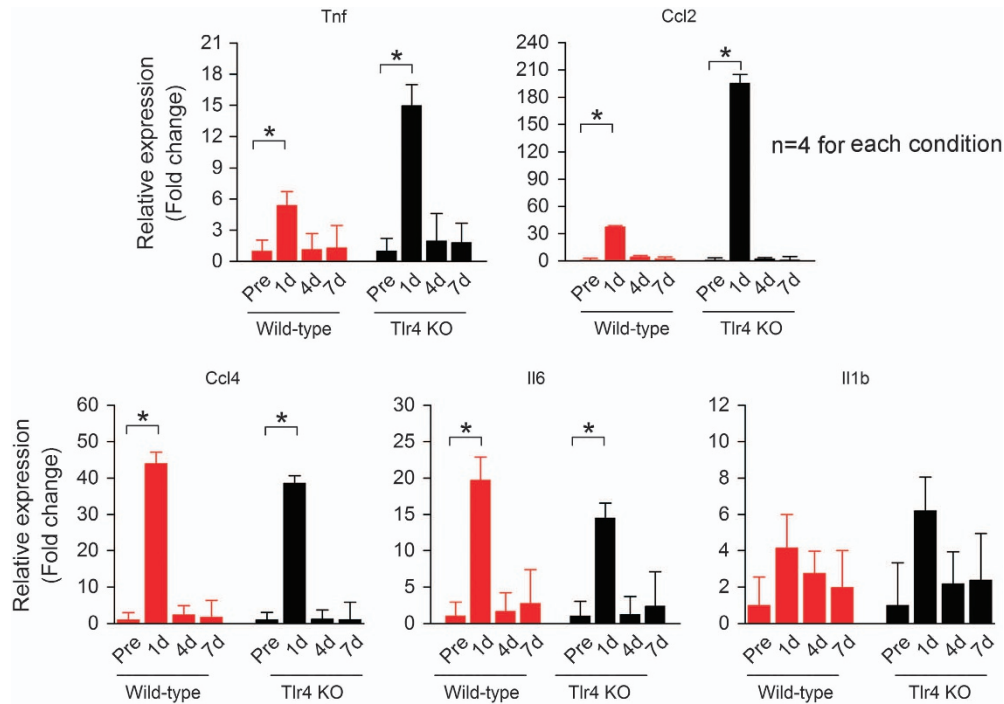 Tnf
Relative expression
(Fold change)
21
18
15
12
9
6
3
0
*
*
Pre 1d 4d 7d Pre 1d 4d 7d
Wild-type Tlr4 KO
Ccl2
240
210
180
150
120
90
60
30
0
*
*
n=4 for each condition
Pre 1d 4d 7d Pre 1d 4d 7d
Wild-type Tlr4 KO
Ccl4
Relative expression
(Fold change)
60
50
40
30
20
10
0
*
*
Pre 1d 4d 7d Pre 1d 4d 7d
Wild-type Tlr4 KO
Il6
30
25
20
15
10
5
0
*
*
Pre 1d 4d 7d Pre 1d 4d 7d
Wild-type Tlr4 KO
Il1b
12
10
8
6
4
2
0
Pre 1d 4d 7d Pre 1d 4d 7d
Wild-type Tlr4 KO